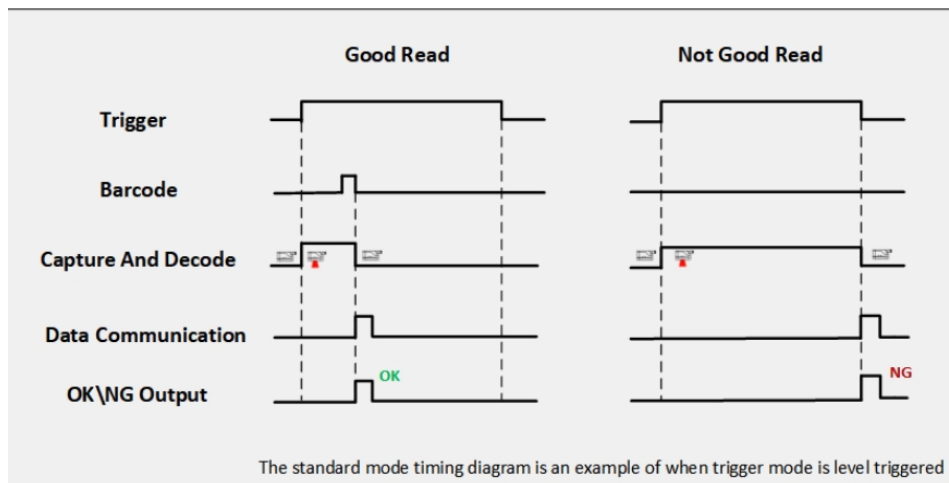 Good Read
Not Good Read
Trigger
Barcode
Capture And Decode
Data Communication
OK\NG Output
OK
NG
The standard mode timing diagram is an example of when trigger mode is level triggered